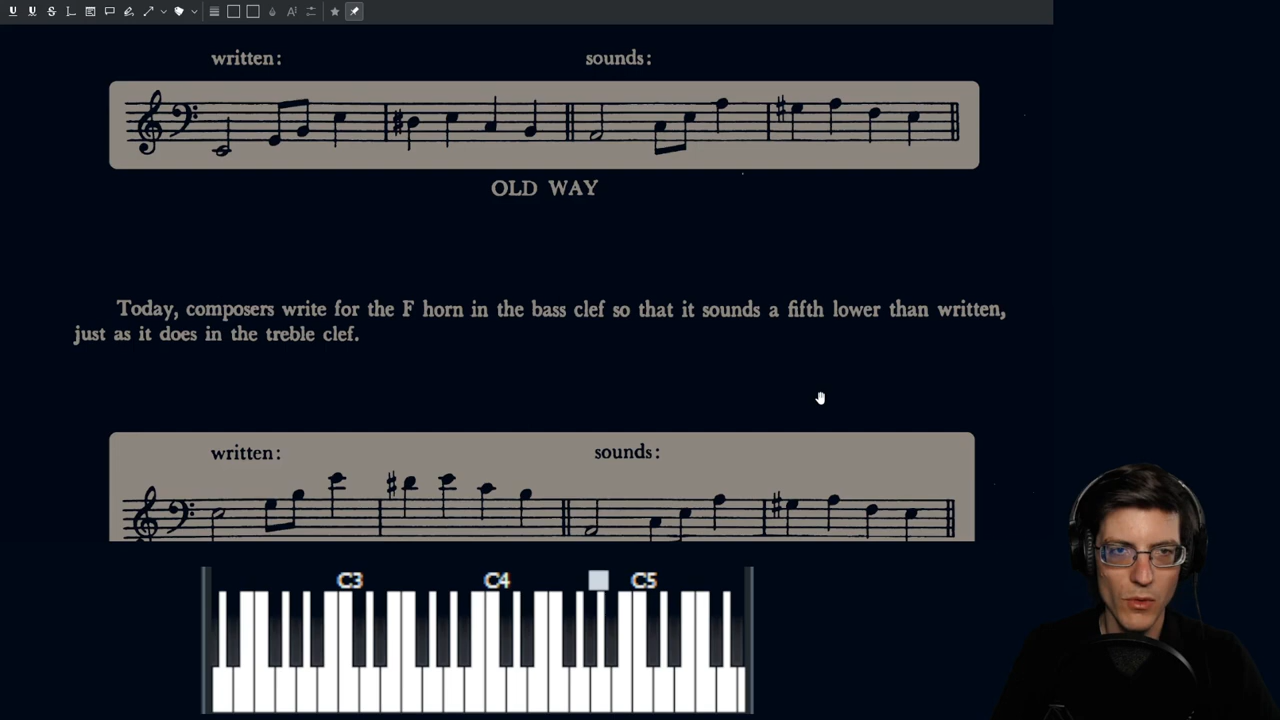 written:
sounds:
OLD WAY
Today, composers write for the F horn in the bass clef so that it sounds a fifth lower than written,
just as it does in the treble clef.
written:
sounds:
C3
C4
C5